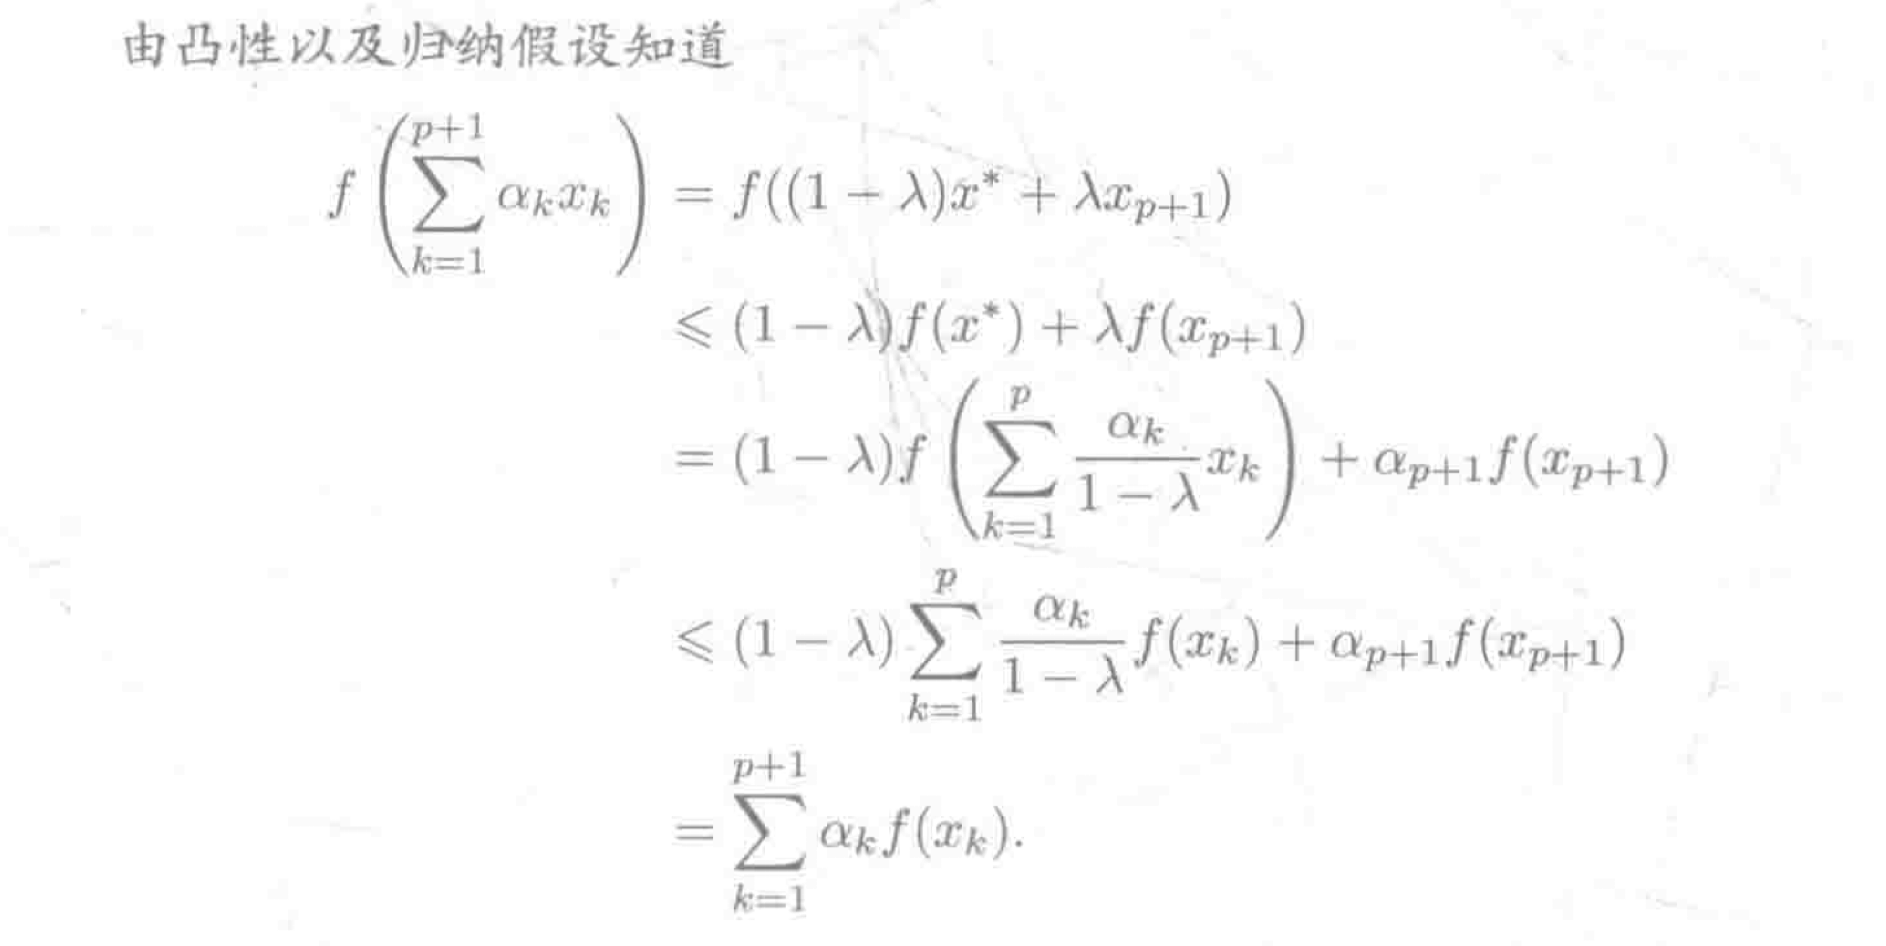 由凸性以及归纳假设知道
$f\left(\sum_{k=1}^{p+1} \alpha_k x_k\right) = f((1-\lambda)x^* + \lambda x_{p+1})$
$\leqslant (1-\lambda)f(x^*) + \lambda f(x_{p+1})$
$= (1-\lambda)f\left(\sum_{k=1}^{p} \frac{\alpha_k}{1-\lambda} x_k\right) + \alpha_{p+1} f(x_{p+1})$
$\leqslant (1-\lambda)\sum_{k=1}^{p} \frac{\alpha_k}{1-\lambda} f(x_k) + \alpha_{p+1} f(x_{p+1})$
$= \sum_{k=1}^{p+1} \alpha_k f(x_k).$